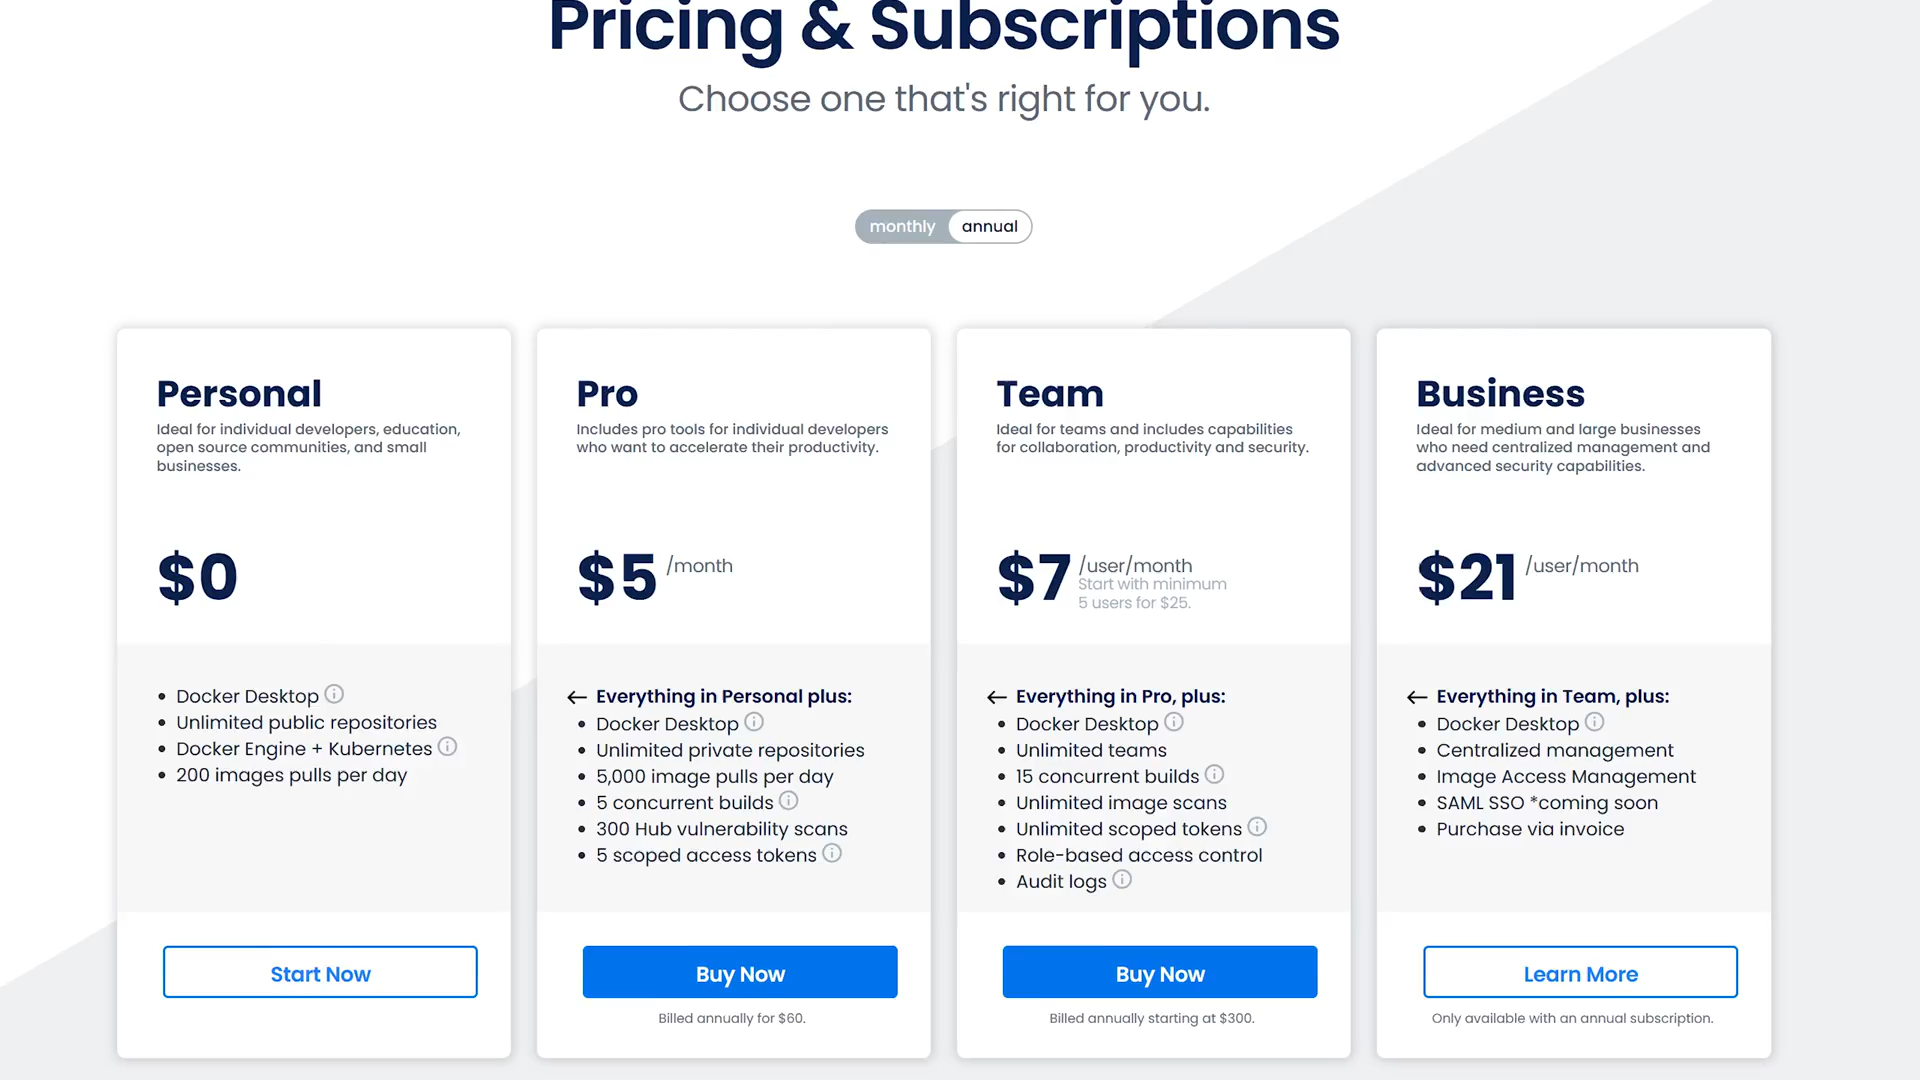 Pricing & Subscriptions
Choose one that's right for you.
monthly annual
Personal
Ideal for individual developers, education,
open source communities, and small
businesses.
$0
Docker Desktop
Unlimited public repositories
Docker Engine + Kubernetes
200 images pulls per day
Start Now
Pro
Includes pro tools for individual developers
who want to accelerate their productivity.
$5 /month
Everything in Personal plus:
Docker Desktop
Unlimited private repositories
5,000 image pulls per day
5 concurrent builds
300 Hub vulnerability scans
5 scoped access tokens
Buy Now
Billed annually for $60.
Team
Ideal for teams and includes capabilities
for collaboration, productivity and security.
$7 /user/month
Start with minimum
5 users for $25.
Everything in Pro, plus:
Docker Desktop
Unlimited teams
15 concurrent builds
Unlimited image scans
Unlimited scoped tokens
Role-based access control
Audit logs
Buy Now
Billed annually starting at $300.
Business
Ideal for medium and large businesses
who need centralized management and
advanced security capabilities.
$21 /user/month
Everything in Team, plus:
Docker Desktop
Centralized management
Image Access Management
SAML SSO *coming soon
Purchase via invoice
Learn More
Only available with an annual subscription.